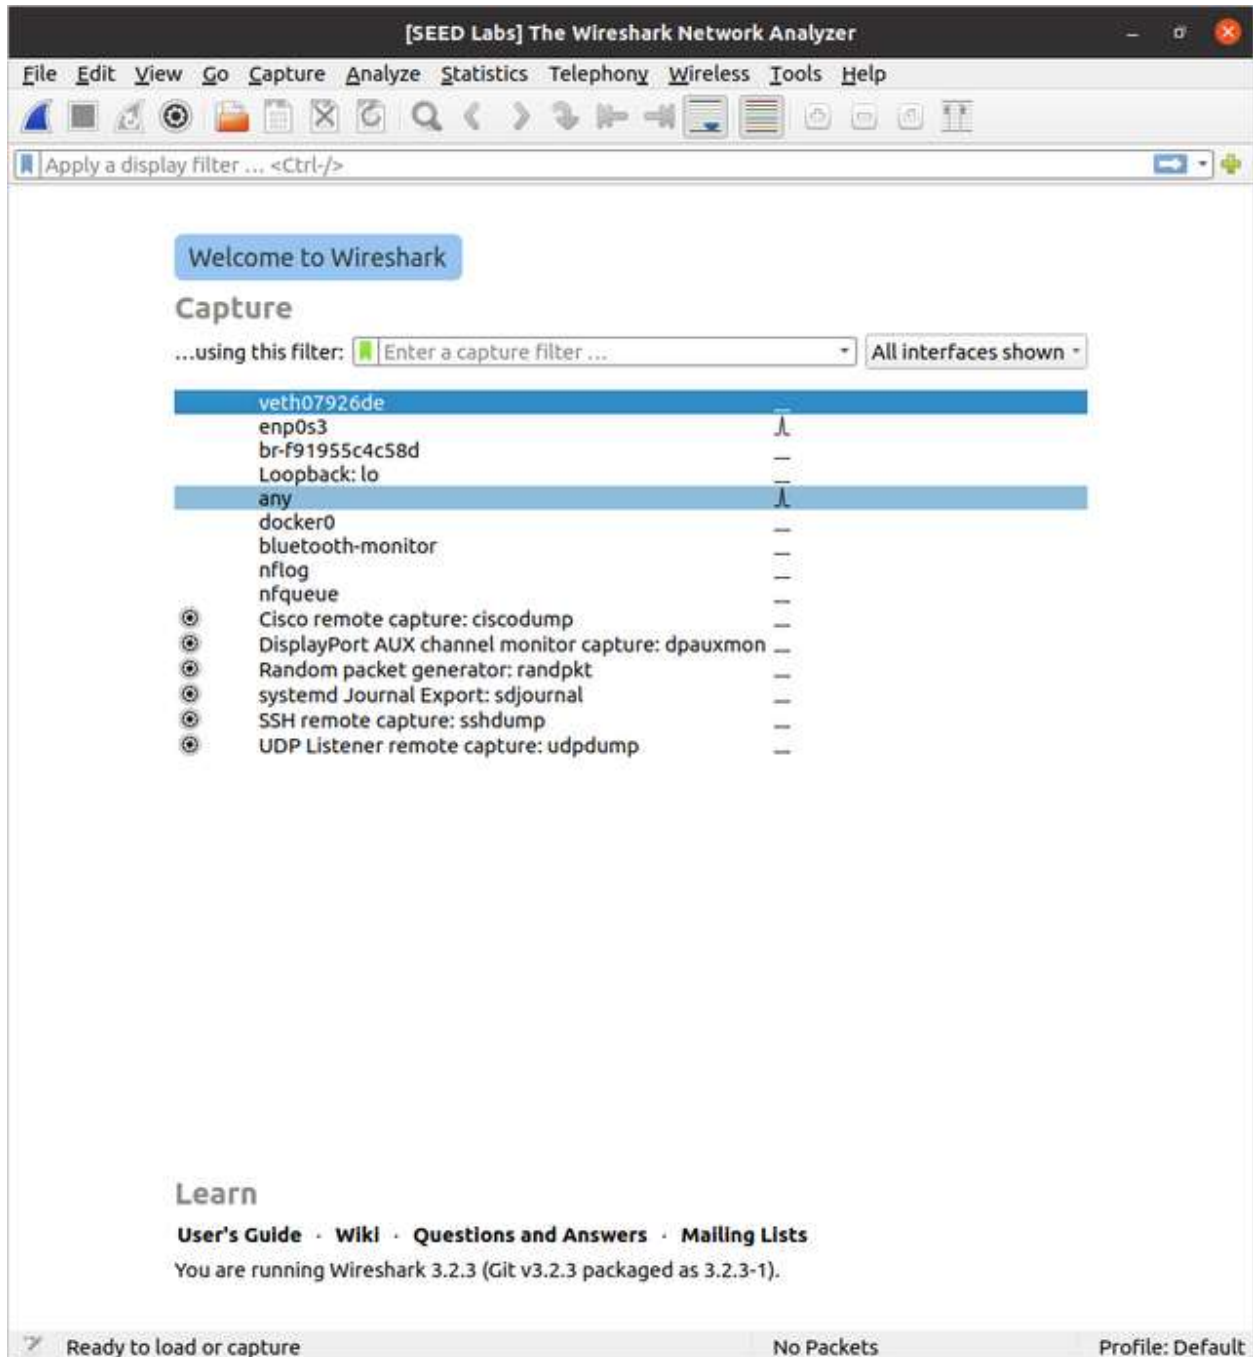 [SEED Labs] The Wireshark Network Analyzer
File Edit View Go Capture Analyze Statistics Telephony Wireless Tools Help
Apply a display filter ... <Ctrl-/>
Welcome to Wireshark
Capture
...using this filter: Enter a capture filter ... All interfaces shown
veth07926de
enp0s3
br-f91955c4c58d
Loopback: lo
any
docker0
bluetooth-monitor
nflog
nfqueue
Cisco remote capture: ciscodump
DisplayPort AUX channel monitor capture: dpauxmon
Random packet generator: randpkt
systemd Journal Export: sdjournal
SSH remote capture: sshdump
UDP Listener remote capture: udpdump
Learn
User's Guide · Wiki · Questions and Answers · Mailing Lists
You are running Wireshark 3.2.3 (Git v3.2.3 packaged as 3.2.3-1).
Ready to load or capture No Packets Profile: Default